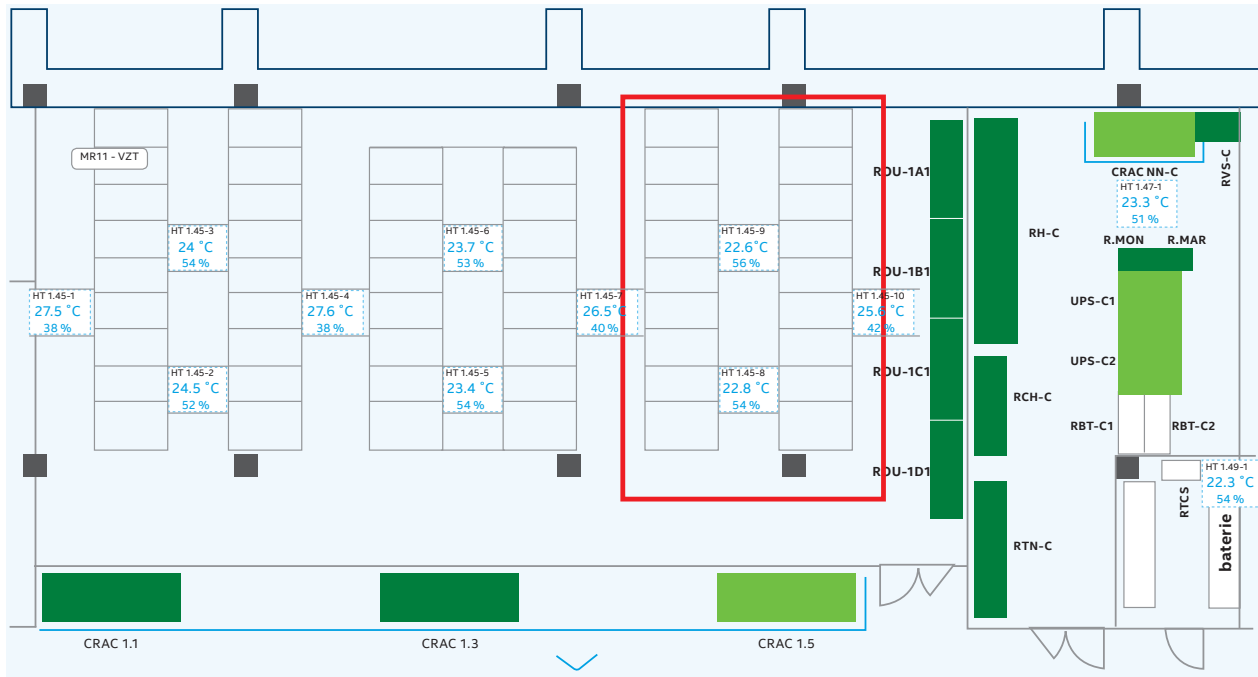 MR11 - VZT
RDU-1A1
CRAC NN-C
RVS-C
HT 1.47-1
23.3 °C
51 %
HT 1.45-3
24 °C
54 %
HT 1.45-6
23.7 °C
53 %
HT 1.45-9
22.6 °C
56 %
RH-C
R.MON
R.MAR
RDU-1B1
HT 1.45-1
27.5 °C
38 %
HT 1.45-4
27.6 °C
38 %
HT 1.45-7
26.5 °C
40 %
HT 1.45-10
25.6 °C
42 %
UPS-C1
UPS-C2
HT 1.45-2
24.5 °C
52 %
HT 1.45-5
23.4 °C
54 %
HT 1.45-8
22.8 °C
54 %
RDU-1C1
RCH-C
RBT-C1
RBT-C2
RDU-1D1
HT 1.49-1
22.3 °C
54 %
RTCS
baterie
RTN-C
CRAC 1.1
CRAC 1.3
CRAC 1.5